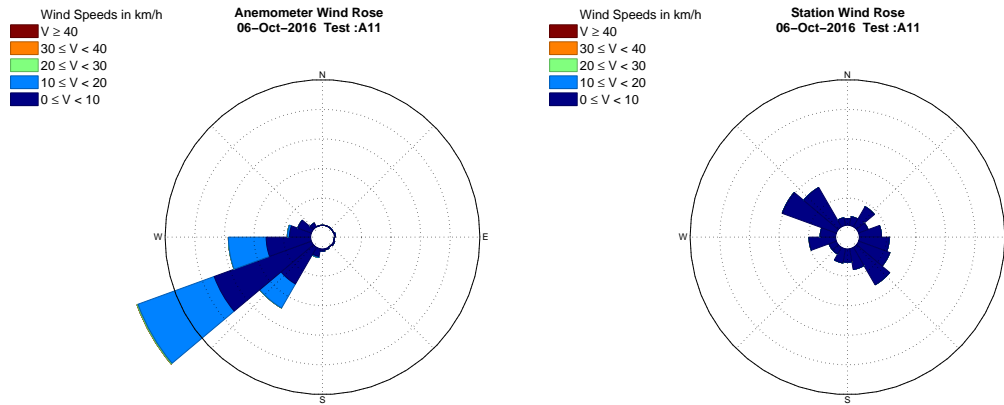 Wind Speeds in km/h
V ≥ 40
30 ≤ V < 40
20 ≤ V < 30
10 ≤ V < 20
0 ≤ V < 10
Anemometer Wind Rose
06−Oct−2016 Test :A11
N
W
E
S
Wind Speeds in km/h
V ≥ 40
30 ≤ V < 40
20 ≤ V < 30
10 ≤ V < 20
0 ≤ V < 10
Station Wind Rose
06−Oct−2016 Test :A11
N
W
E
S